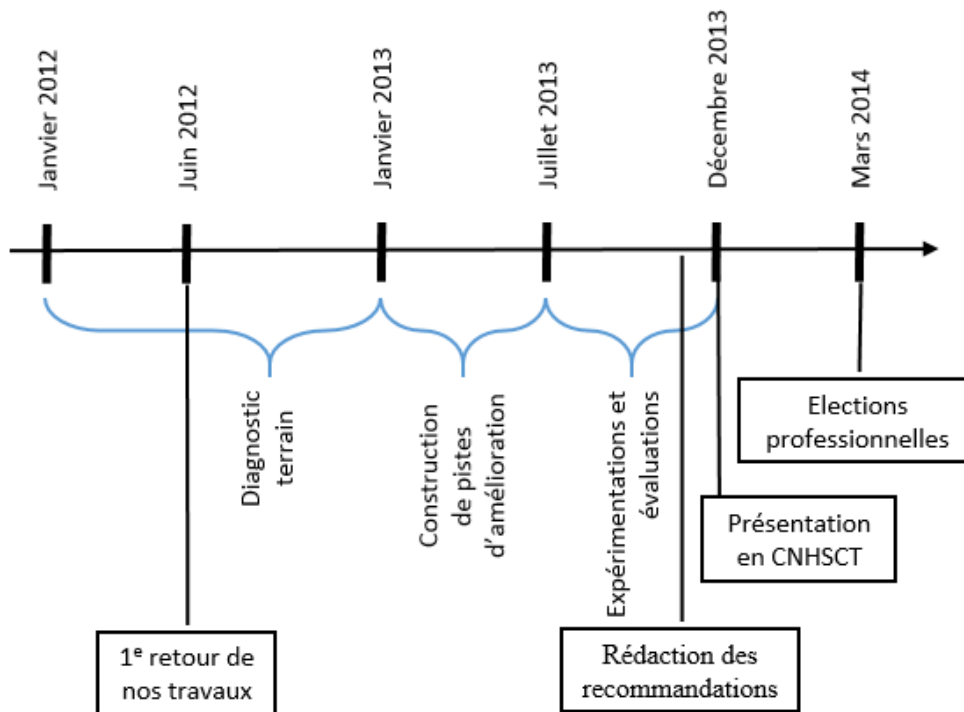 Janvier 2012
Juin 2012
Janvier 2013
Juillet 2013
Décembre 2013
Mars 2014
Diagnostic
terrain
Construction
de pistes
d'amélioration
Expérimentations et
évaluations
Elections
professionnelles
Présentation
en CNHSCT
1e retour de
nos travaux
Rédaction des
recommandations